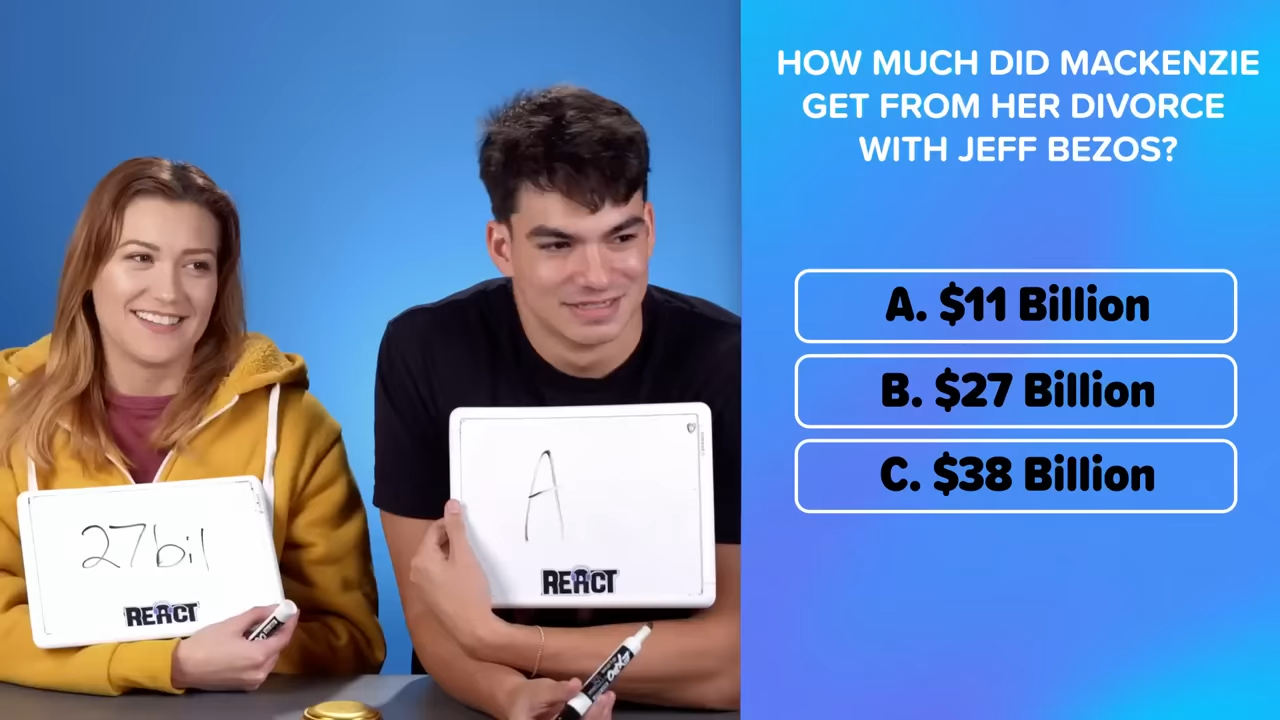 HOW MUCH DID MACKENZIE
GET FROM HER DIVORCE
WITH JEFF BEZOS?
A. $11 Billion
B. $27 Billion
C. $38 Billion
27bil
REACT
A
REACT
EXPO